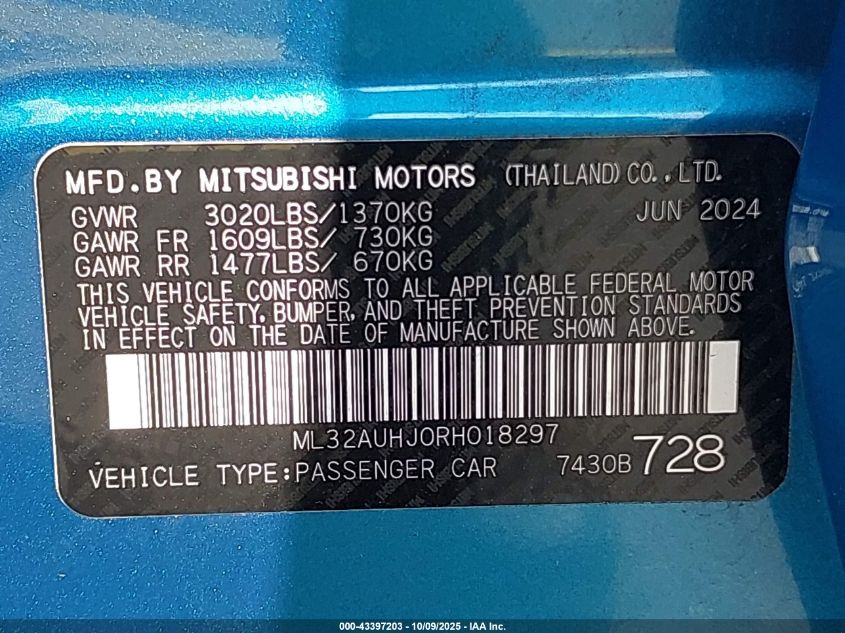 MFD.BY MITSUBISHI MOTORS (THAILAND) CO., LTD.
GVWR 3020LBS/1370KG JUN 2024
GAWR FR 1609LBS/ 730KG
GAWR RR 1477LBS/ 670KG
THIS VEHICLE CONFORMS TO ALL APPLICABLE FEDERAL MOTOR
VEHICLE SAFETY, BUMPER, AND THEFT PREVENTION STANDARDS
IN EFFECT ON THE DATE OF MANUFACTURE SHOWN ABOVE.
ML32AUHJ0RH018297
VEHICLE TYPE:PASSENGER CAR 7430B 728
000-43397203 - 10/09/2025 - IAA Inc.